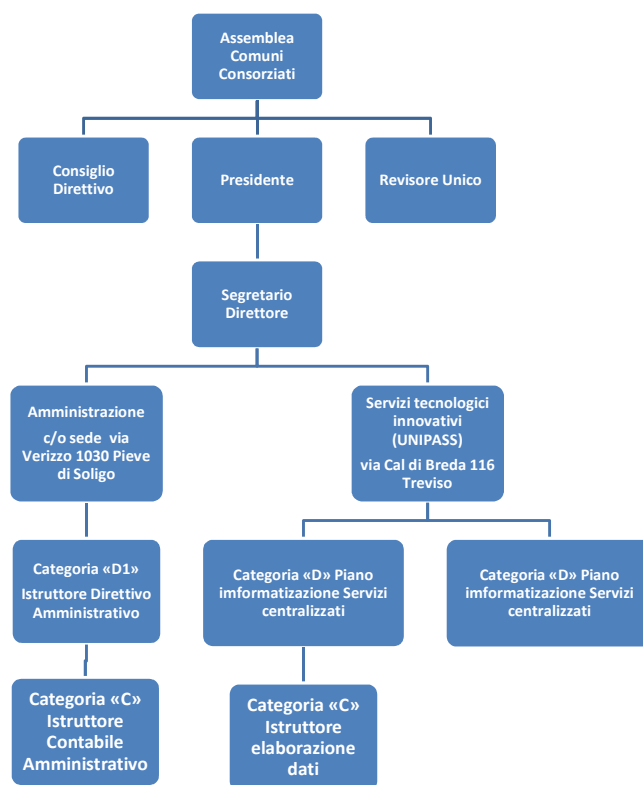 Assemblea
Comuni
Consorziati
Consiglio
Direttivo
Presidente
Revisore Unico
Segretario
Direttore
Amministrazione
c/o sede via
Verizzo 1030 Pieve
di Soligo
Servizi tecnologici
innovativi
(UNIPASS)
via Cal di Breda 116
Treviso
Categoria «D1»
Istruttore Direttivo
Amministrativo
Categoria «D» Piano
imformatizione Servizi
centralizzati
Categoria «D» Piano
imformatizione Servizi
centralizzati
Categoria «C»
Istruttore
Contabile
Amministrativo
Categoria «C»
Istruttore
elaborazione
dati